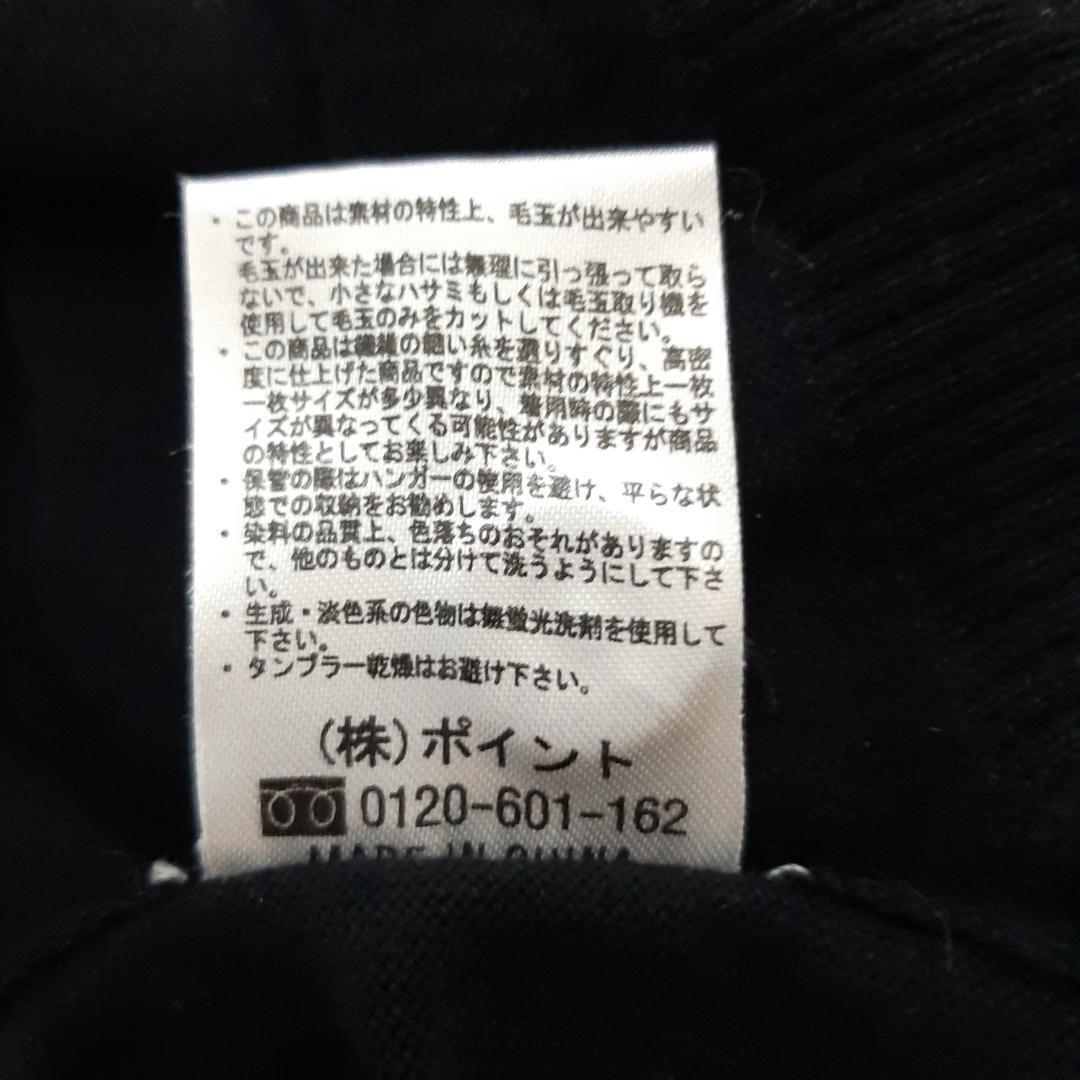 ・この商品は素材の特性上、毛玉が出来やすい
です。
毛玉が出来た場合には無理に引っ張って取ら
ないで、小さなハサミもしくは毛玉取り機を
使用して毛玉のみをカットしてください。
・この商品は繊維の細い糸を選りすぐり、高密
度に仕上げた商品ですので素材の特性上一枚
一枚サイズが多少異なり、着用時の際にもサ
イズが異なってくる可能性がありますが商品
の特性としてお楽しみ下さい。
・保管の際はハンガーの使用を避け、平らな状
態での収納をお勧めします。
・染料の品質上、色落ちのおそれがありますの
で、他のものとは分けて洗うようにして下さ
い。
・生成・淡色系の色物は無蛍光洗剤を使用して
下さい。
・タンブラー乾燥はお避け下さい。
(株)ポイント
0120-601-162
MADE IN CHINA